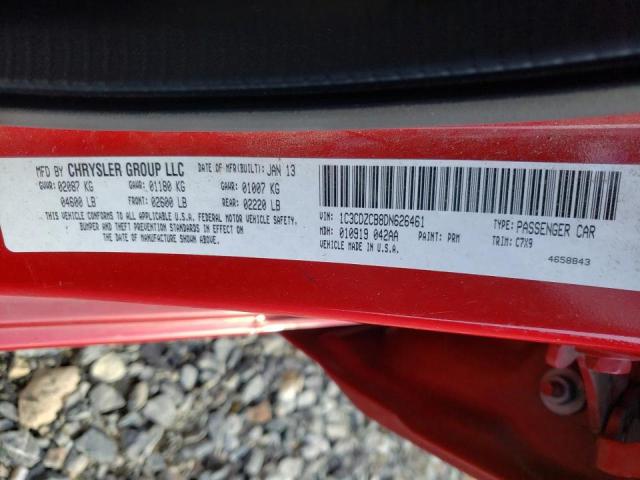 MFD BY CHRYSLER GROUP LLC DATE OF MFR(BUILT): JAN 13
GVWR: 02087 KG GAWR: 01180 KG GAWR: 01007 KG
04600 LB FRONT: 02600 LB REAR: 02220 LB
THIS VEHICLE CONFORMS TO ALL APPLICABLE U.S.A. FEDERAL MOTOR VEHICLE SAFETY,
BUMPER AND THEFT PREVENTION STANDARDS IN EFFECT ON
THE DATE OF MANUFACTURE SHOWN ABOVE.
VIN: 1C3CDZCB8DN626461 TYPE: PASSENGER CAR
MDH: 010919 042AA PAINT: PRM TRIM: C7X9
VEHICLE MADE IN U.S.A.
4658843